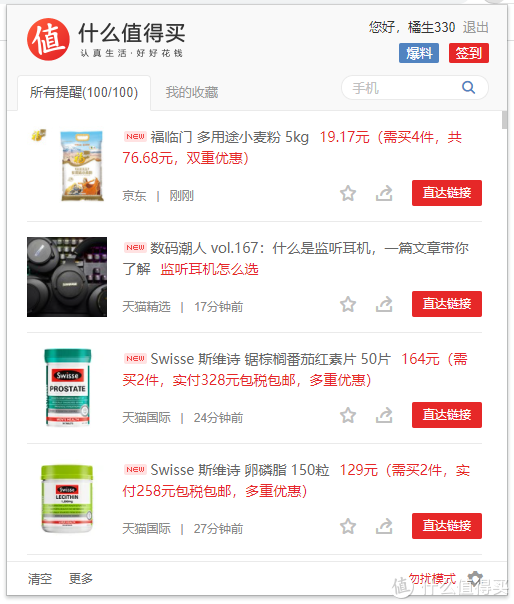 值 什么值得买
认真生活·好好花钱
您好，橘生330 退出
爆料 签到
所有提醒(100/100) 我的收藏 手机
NEW 福临门 多用途小麦粉 5kg 19.17元（需买4件，共
76.68元，双重优惠）
京东 | 刚刚 直达链接
NEW 数码潮人 vol.167：什么是监听耳机，一篇文章带你
了解 监听耳机怎么选
天猫精选 | 17分钟前 直达链接
NEW Swisse 斯维诗 锯棕榈番茄红素片 50片 164元（需
买2件，实付328元包税包邮，多重优惠）
Swisse
PROSTATE
天猫国际 | 24分钟前 直达链接
NEW Swisse 斯维诗 卵磷脂 150粒 129元（需买2件，实
付258元包税包邮，多重优惠）
Swisse
LECITHIN
天猫国际 | 27分钟前 直达链接
清空 更多 勿扰模式
值 什么值得买